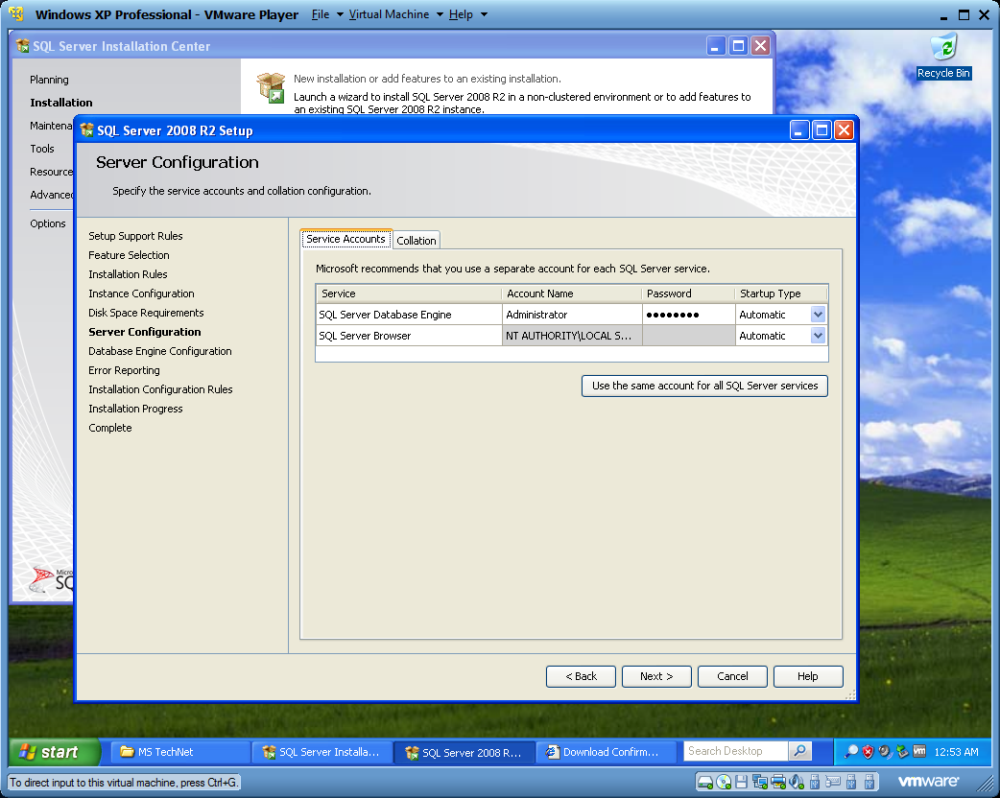 Windows XP Professional - VMware Player File Virtual Machine Help
SQL Server Installation Center
Recycle Bin
Planning
Installation
Tools
Options
New installation or add features to an existing installation.
Launch a wizard to install SQL Server 2008 R2 in a non-clustered environment or to add features to
an existing SQL Server 2008 R2 instance.
SQL Server 2008 R2 Setup
Server Configuration
Specify the service accounts and collation configuration.
Setup Support Rules
Feature Selection
Installation Rules
Instance Configuration
Disk Space Requirements
Server Configuration
Database Engine Configuration
Error Reporting
Installation Configuration Rules
Installation Progress
Complete
Service Accounts Collation
Microsoft recommends that you use a separate account for each SQL Server service.
Service Account Name Password Startup Type
SQL Server Database Engine Administrator ●●●●●●●● Automatic
SQL Server Browser NT AUTHORITY\LOCAL S... Automatic
Use the same account for all SQL Server services
< Back Next > Cancel Help
start MS TechNet SQL Server Installa... SQL Server 2008 R... Download Confirm... Search Desktop 12:53 AM
To direct input to this virtual machine, press Ctrl+G.
vmware